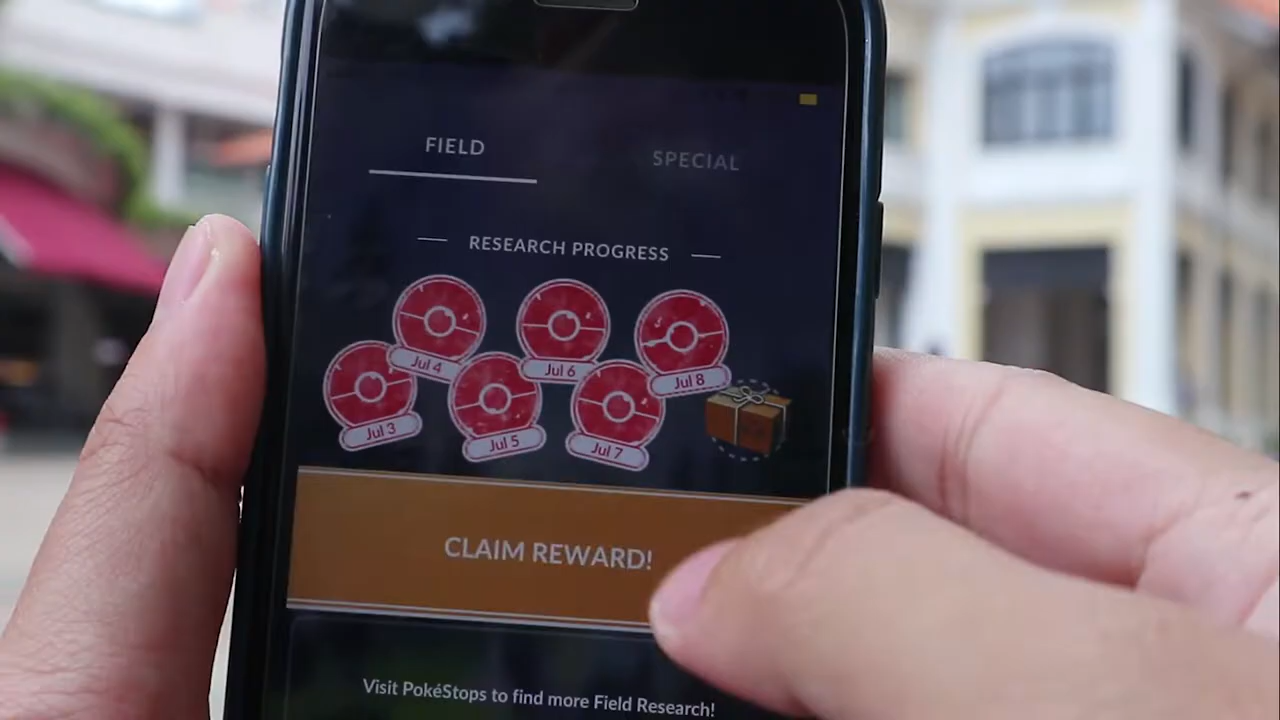 FIELD
SPECIAL
RESEARCH PROGRESS
Jul 3
Jul 4
Jul 5
Jul 6
Jul 7
Jul 8
CLAIM REWARD!
Visit PokéStops to find more Field Research!